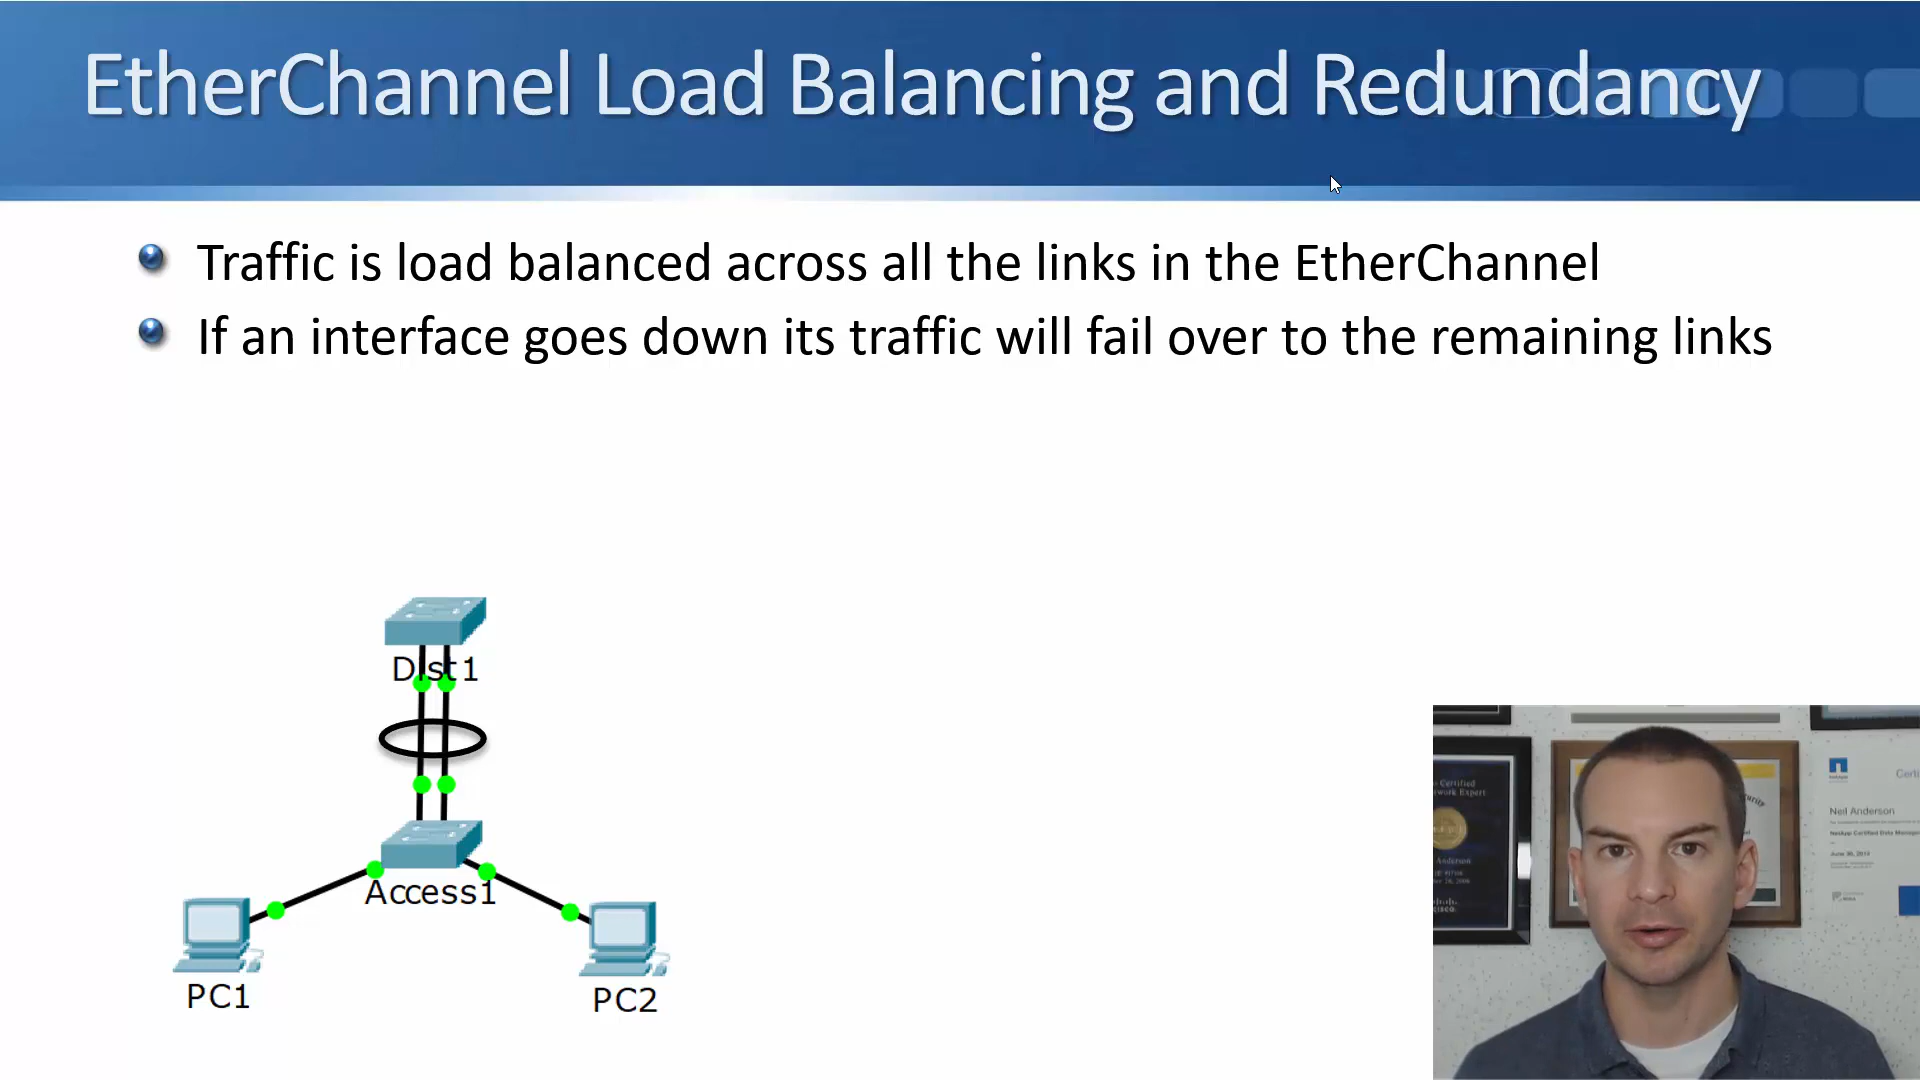 EtherChannel Load Balancing and Redundancy
Traffic is load balanced across all the links in the EtherChannel
If an interface goes down its traffic will fail over to the remaining links
Dist1
Access1
PC1
PC2
Certified
Neil Anderson